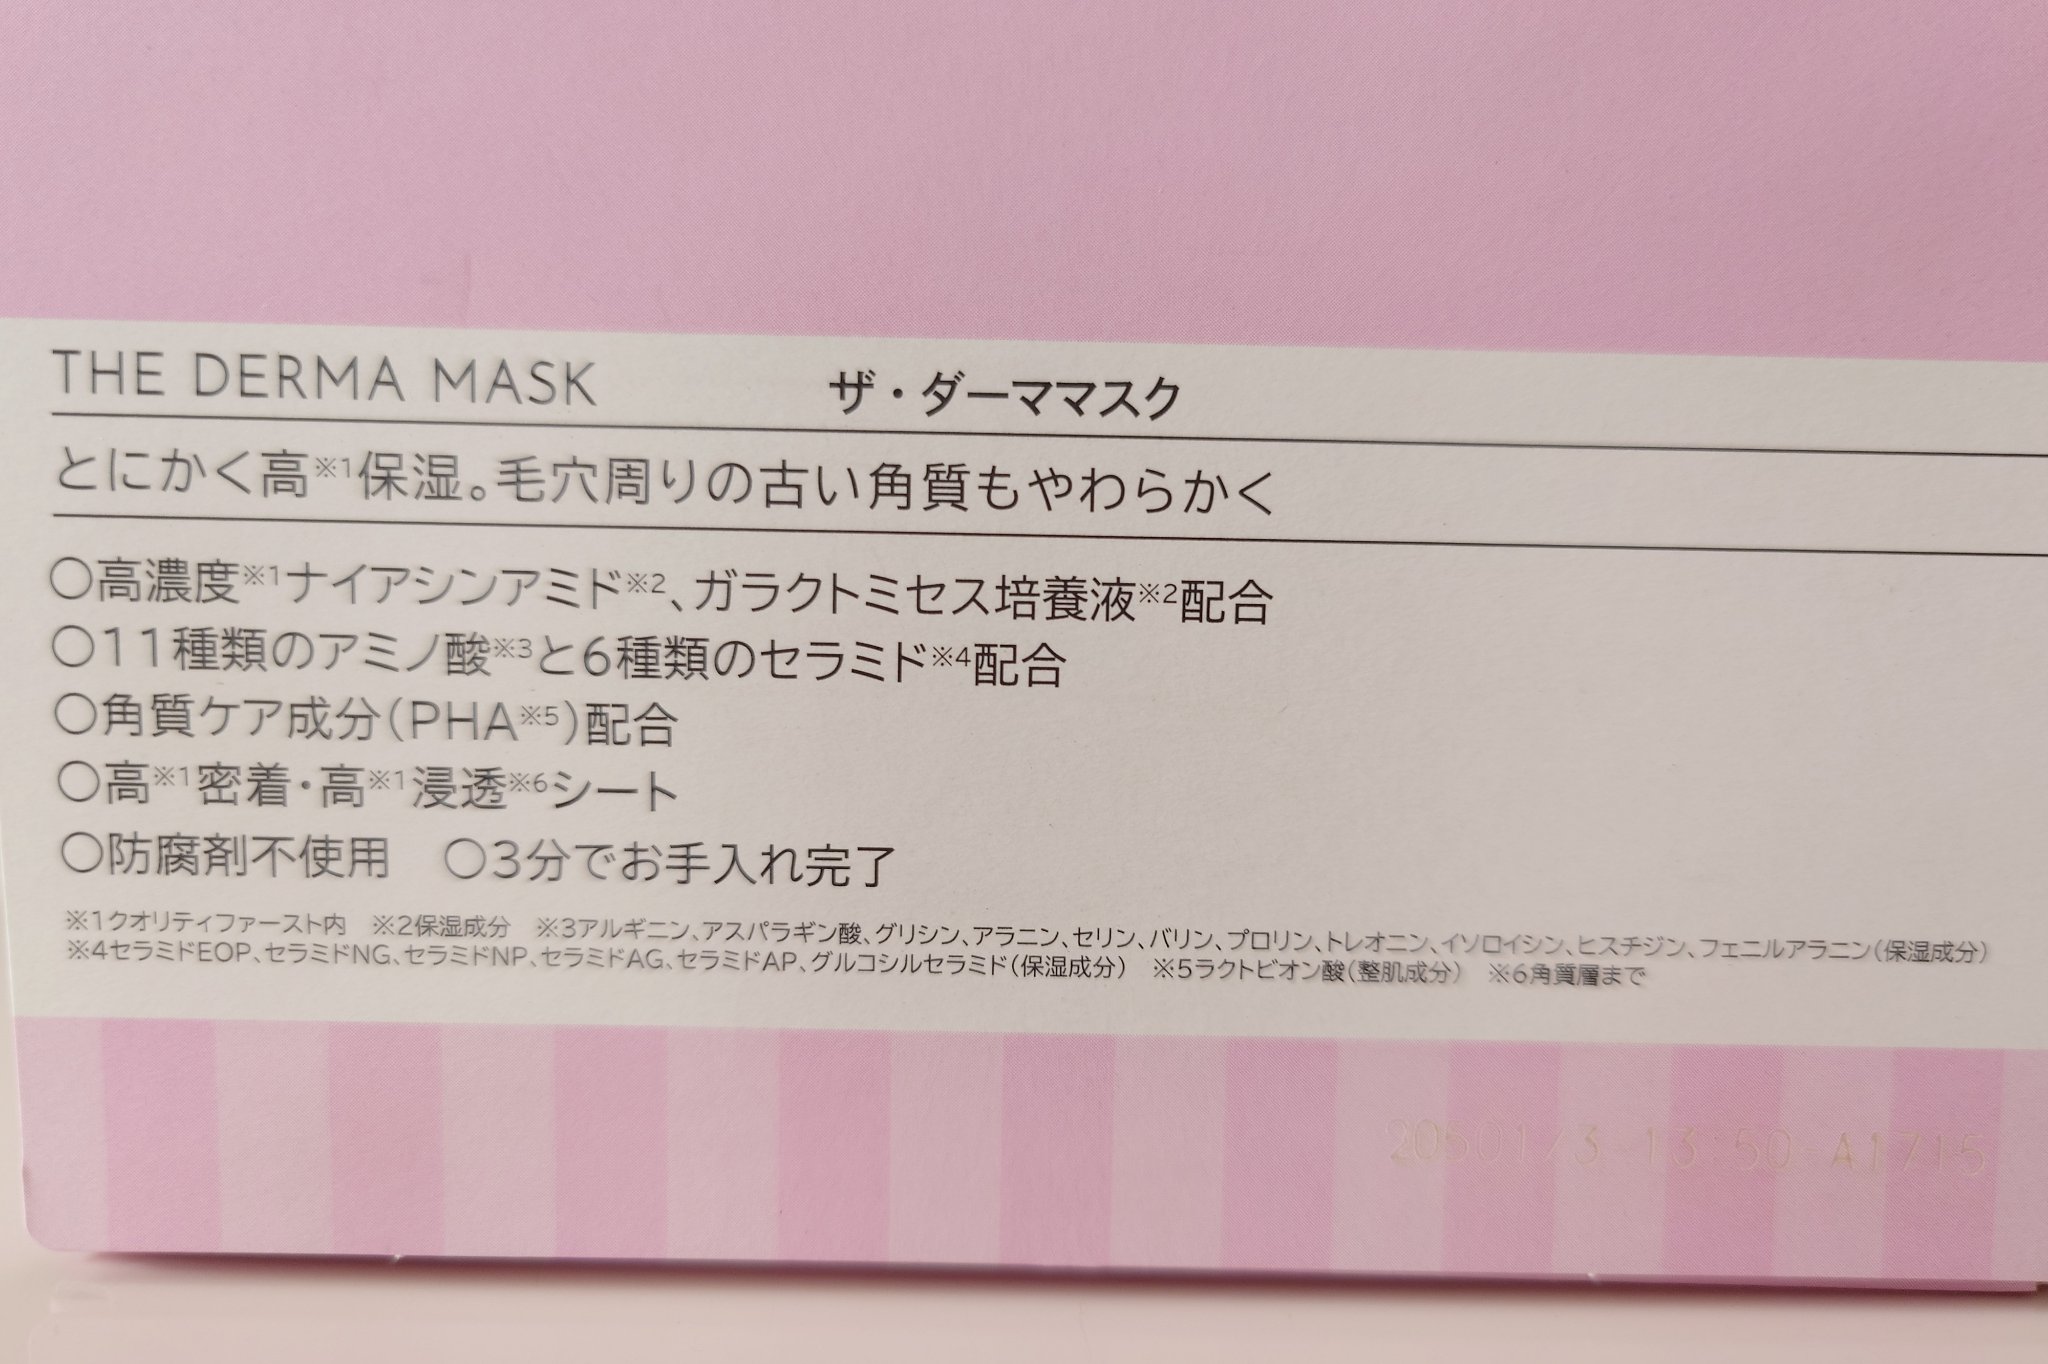 THE DERMA MASK ザ・ダーママスク
とにかく高※1保湿。毛穴周りの古い角質もやわらかく
○高濃度※1ナイアシンアミド※2、ガラクトミセス培養液※2配合
○11種類のアミノ酸※3と6種類のセラミド※4配合
○角質ケア成分(PHA※5)配合
○高※1密着・高※1浸透※6シート
○防腐剤不使用 ○3分でお手入れ完了
※1クオリティファースト内 ※2保湿成分 ※3アルギニン、アスパラギン酸、グリシン、アラニン、セリン、バリン、プロリン、トレオニン、イソロイシン、ヒスチジン、フェニルアラニン(保湿成分)
※4セラミドEOP、セラミドNG、セラミドNP、セラミドAG、セラミドAP、グルコシルセラミド(保湿成分) ※5ラクトビオン酸(整肌成分) ※6角質層まで